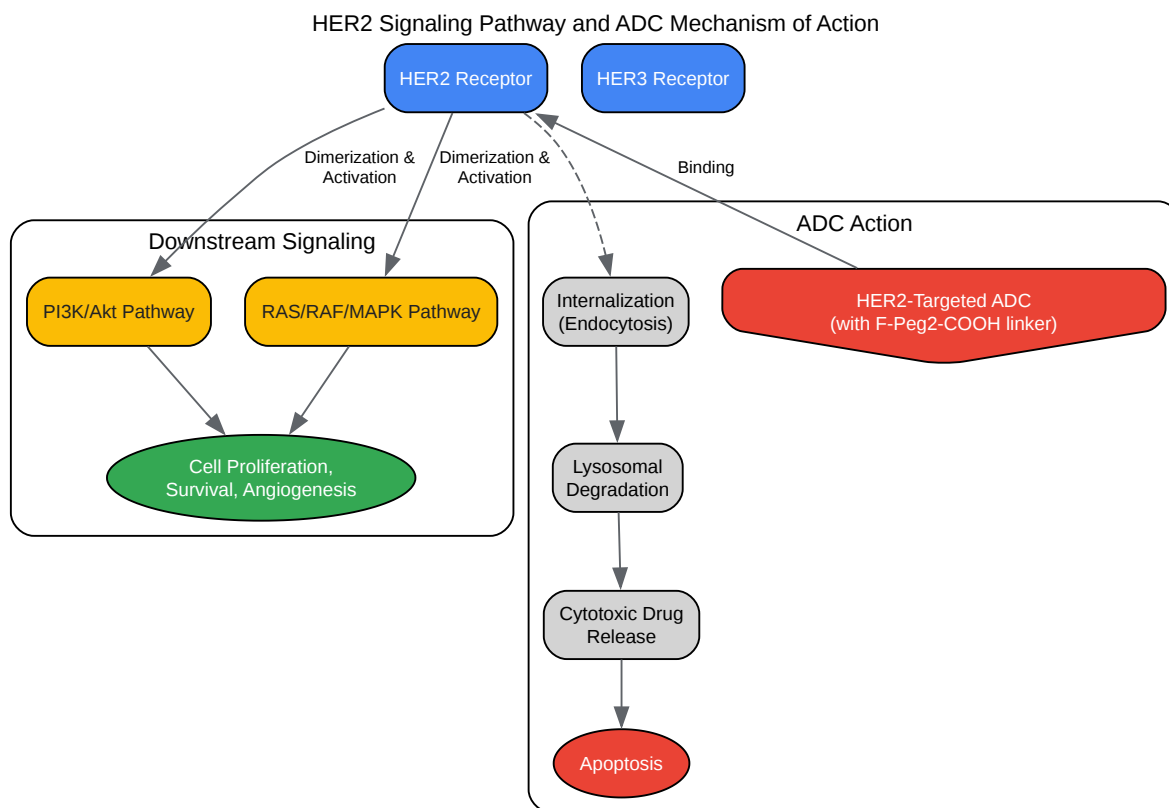 HER2 Signaling Pathway and ADC Mechanism of Action
HER2 Receptor
HER3 Receptor
Dimerization &
Activation
Dimerization &
Activation
Binding
Downstream Signaling
PI3K/Akt Pathway
RAS/RAF/MAPK Pathway
Cell Proliferation,
Survival, Angiogenesis
ADC Action
Internalization
(Endocytosis)
HER2-Targeted ADC
(with F-Peg2-COOH linker)
Lysosomal
Degradation
Cytotoxic Drug
Release
Apoptosis